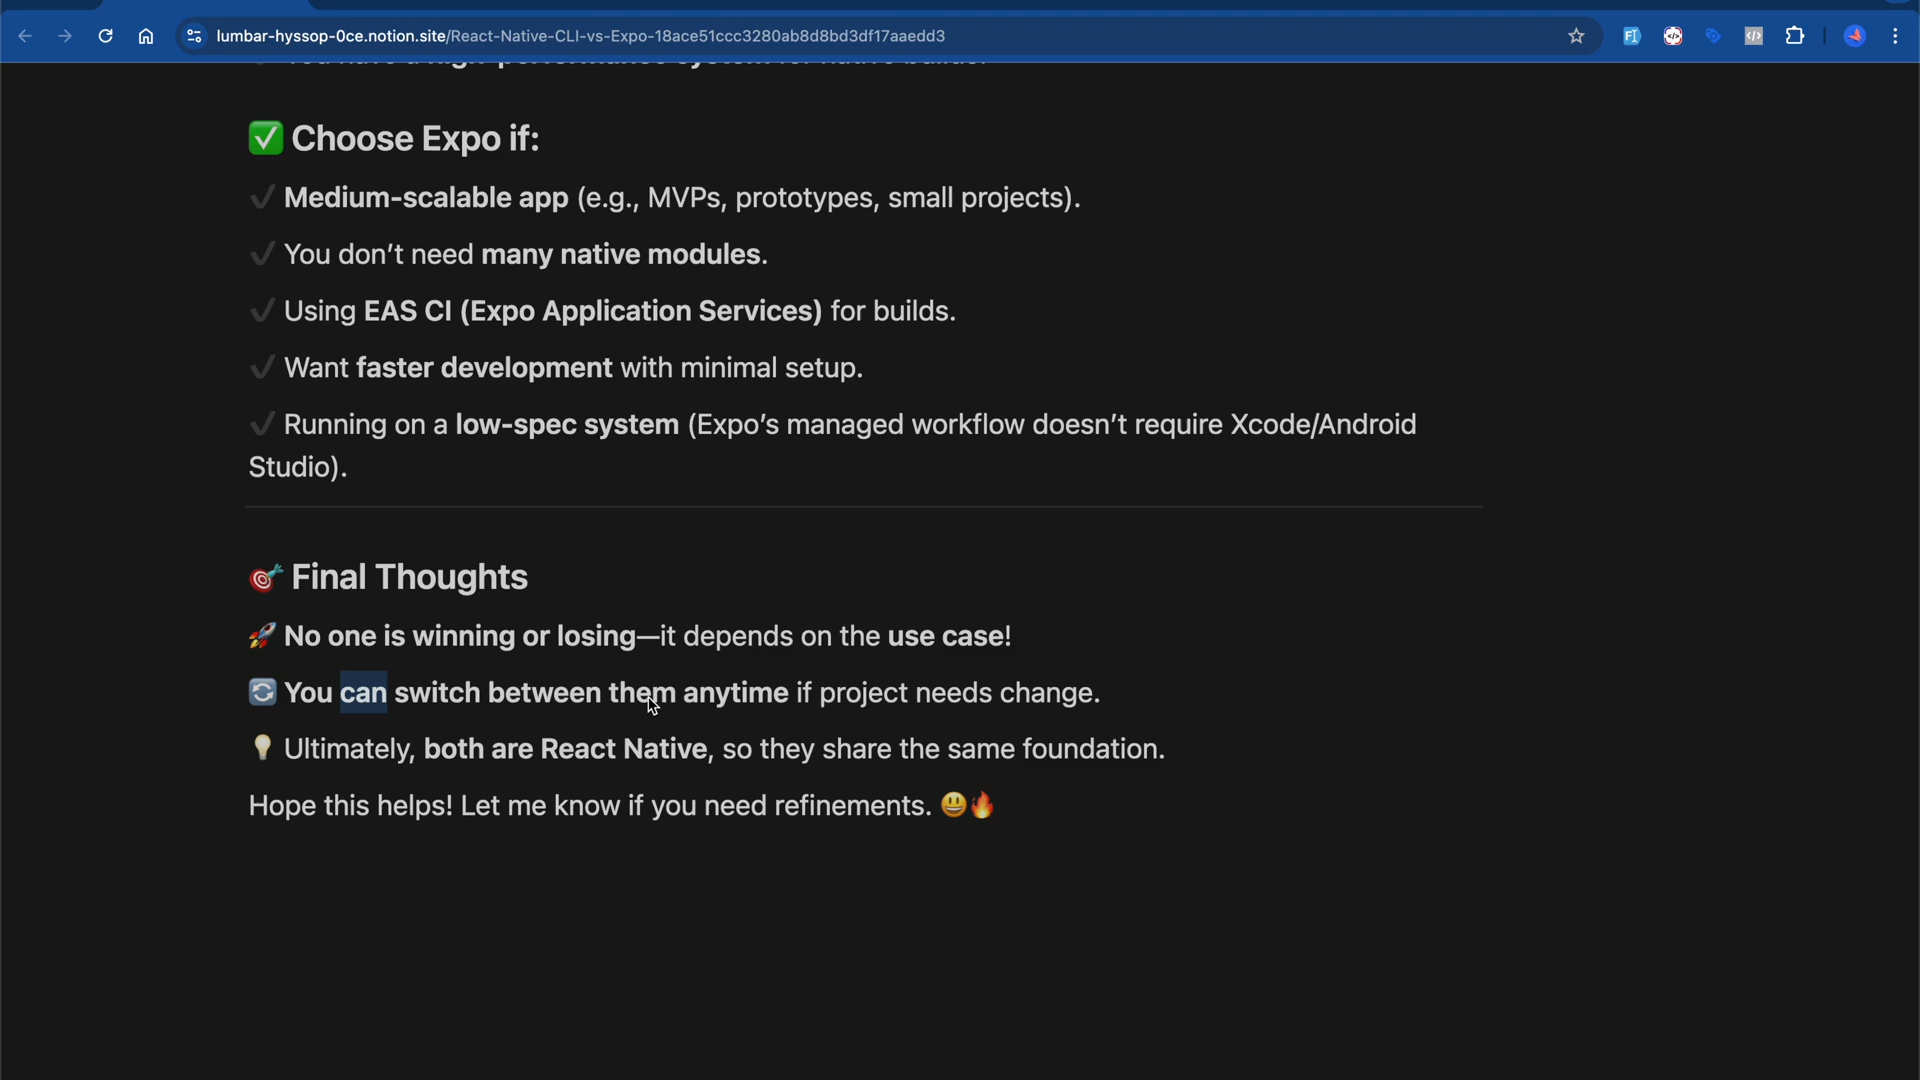 lumbar-hyssop-0ce.notion.site/React-Native-CLI-vs-Expo-18ace51ccc3280ab8d8bd3df17aaedd3
✅ Choose Expo if:
✔ Medium-scalable app (e.g., MVPs, prototypes, small projects).
✔ You don’t need many native modules.
✔ Using EAS CI (Expo Application Services) for builds.
✔ Want faster development with minimal setup.
✔ Running on a low-spec system (Expo’s managed workflow doesn’t require Xcode/Android
Studio).
🎯 Final Thoughts
🚀 No one is winning or losing—it depends on the use case!
🔄 You can switch between them anytime if project needs change.
💡 Ultimately, both are React Native, so they share the same foundation.
Hope this helps! Let me know if you need refinements. 😃🔥